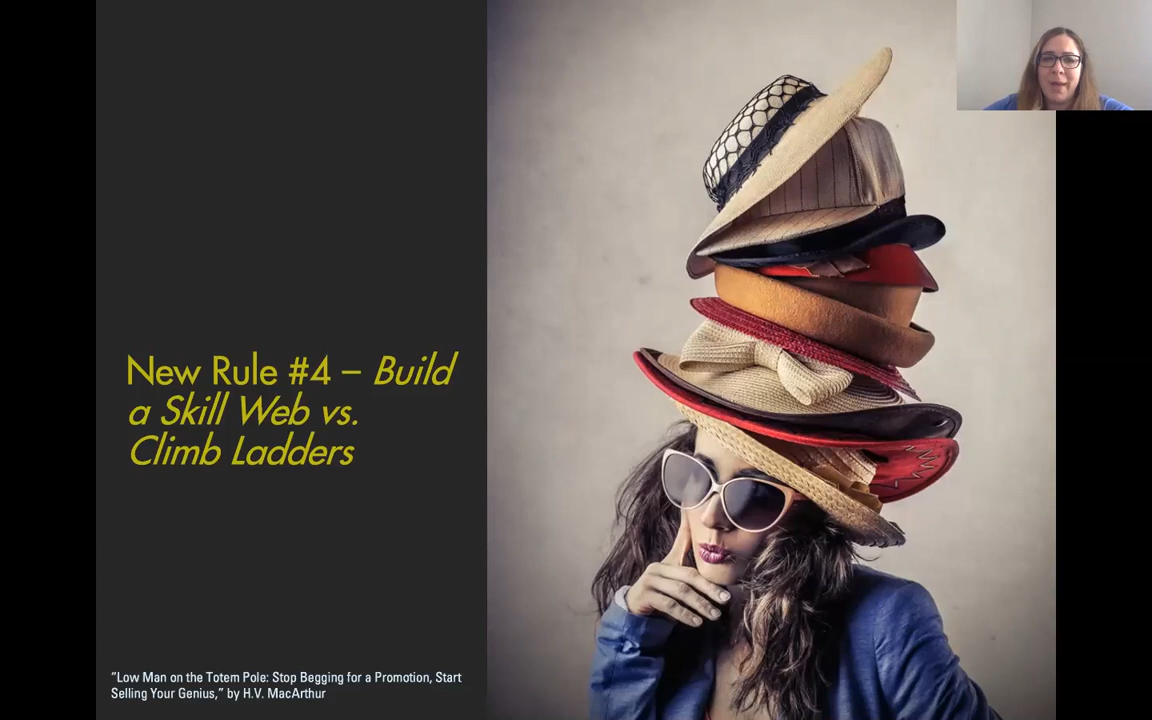 New Rule #4 – Build
a Skill Web vs.
Climb Ladders
"Low Man on the Totem Pole: Stop Begging for a Promotion, Start
Selling Your Genius," by H.V. MacArthur